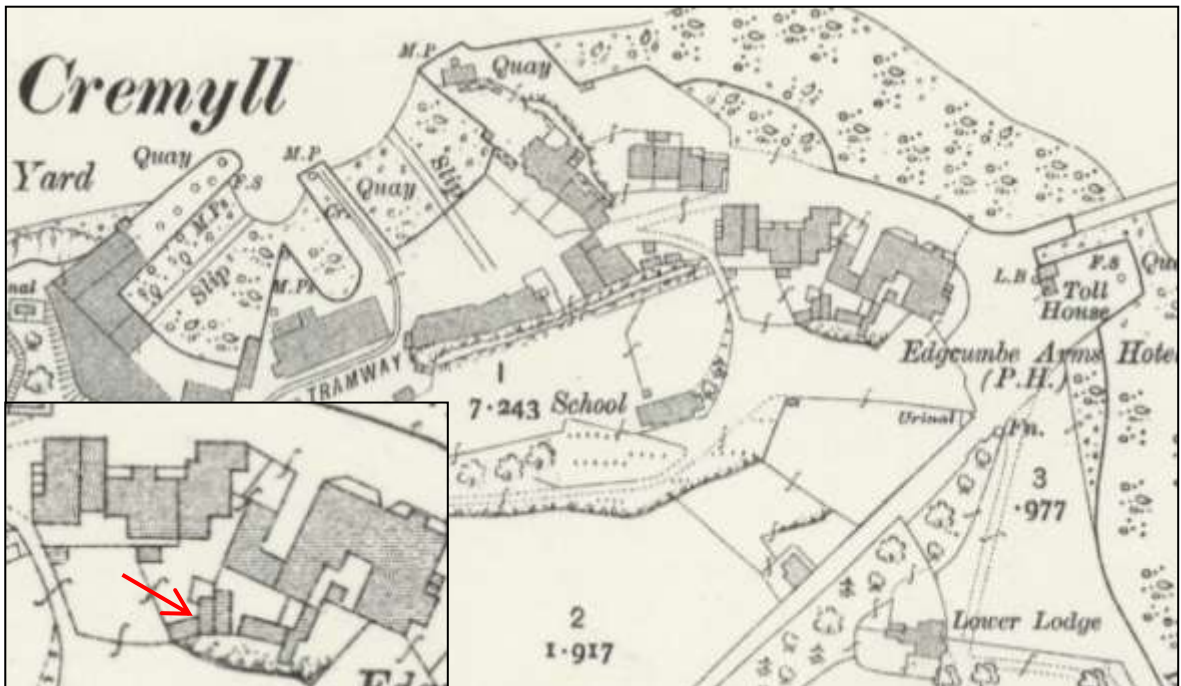 M.P.
Quay
Cremyll
Yard
Quay
F.S
M.P.
Quay
Slip
M.Ps
Cr.
Slip
M.Ps
L.B
F.S
Toll
House
TRAMWAY
1
7·243
School
Edgcumbe Arms Hotel
(P.H.)
Urinal
Fn.
3
·977
2
1·917
Lower Lodge